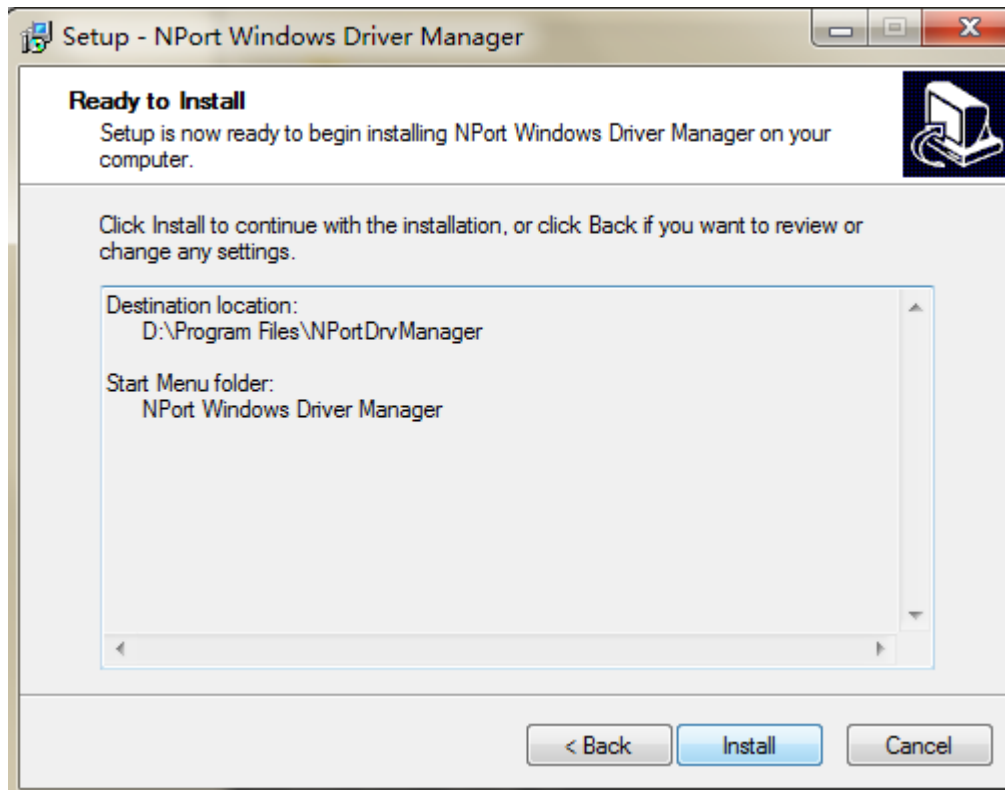 Setup - NPort Windows Driver Manager
Ready to Install
Setup is now ready to begin installing NPort Windows Driver Manager on your
computer.
Click Install to continue with the installation, or click Back if you want to review or
change any settings.
Destination location:
D:\Program Files\NPortDrvManager
Start Menu folder:
NPort Windows Driver Manager
< Back
Install
Cancel